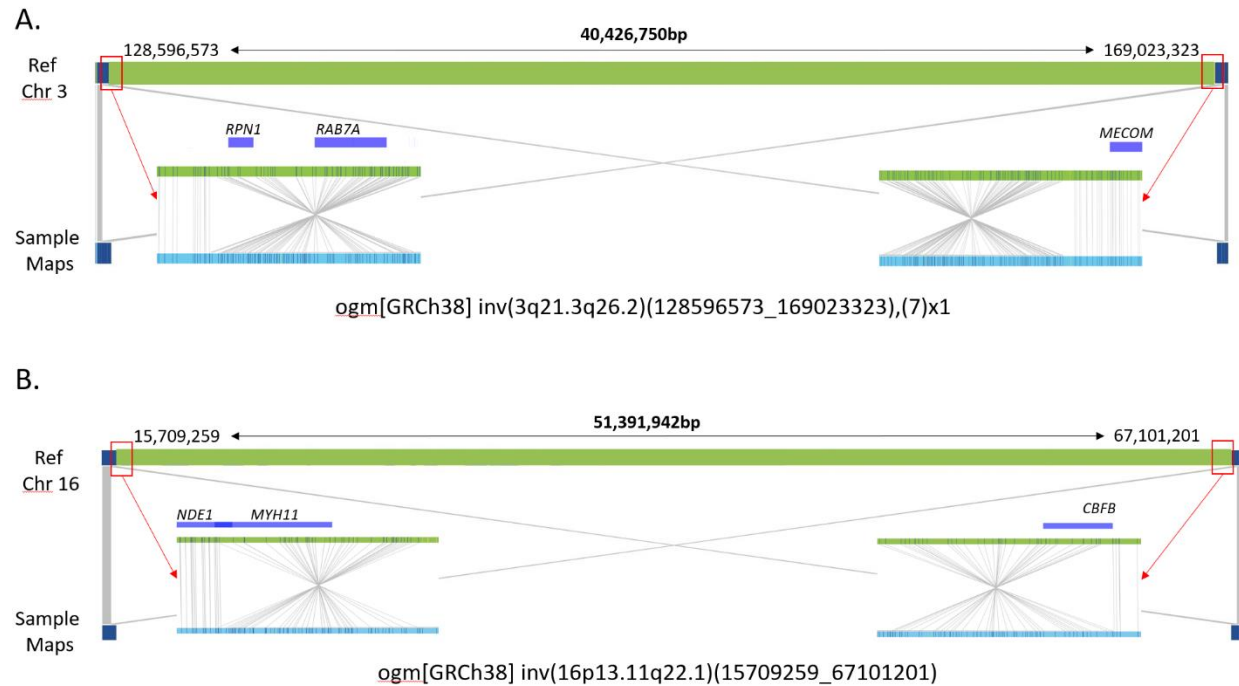 A.
40,426,750bp
128,596,573
169,023,323
Ref
Chr 3
RPN1
RAB7A
MECOM
Sample
Maps
ogm[GRCh38] inv(3q21.3q26.2)(128596573_169023323),(7)x1
B.
51,391,942bp
15,709,259
67,101,201
Ref
Chr 16
NDE1
MYH11
CBFB
Sample
Maps
ogm[GRCh38] inv(16p13.11q22.1)(15709259_67101201)